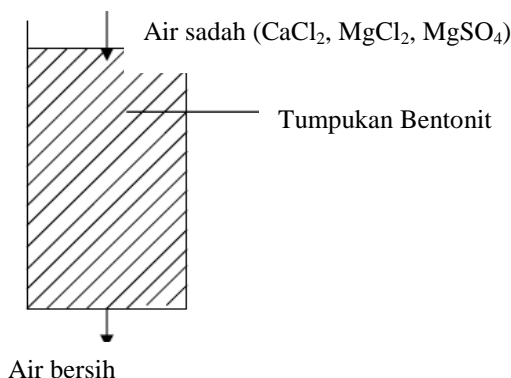 Air sadah (CaCl₂, MgCl₂, MgSO₄)
Tumpukan Bentonit
Air bersih